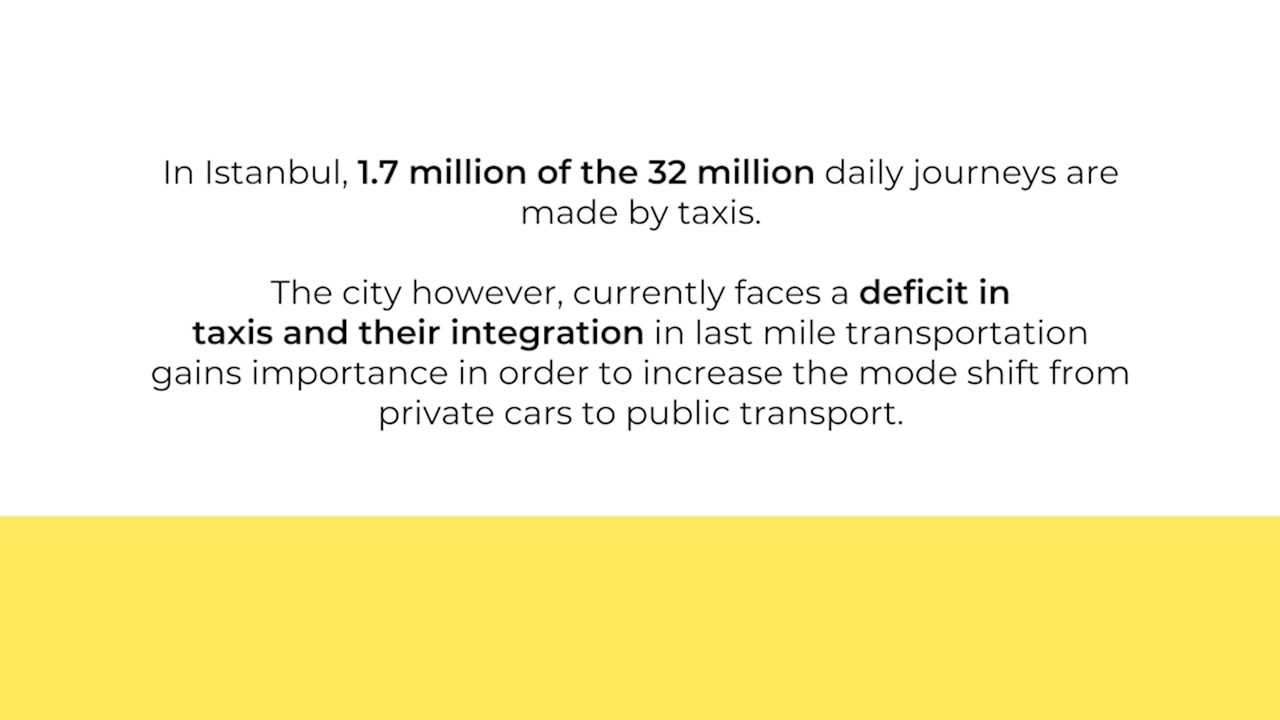 In Istanbul, 1.7 million of the 32 million daily journeys are
made by taxis.
The city however, currently faces a deficit in
taxis and their integration in last mile transportation
gains importance in order to increase the mode shift from
private cars to public transport.